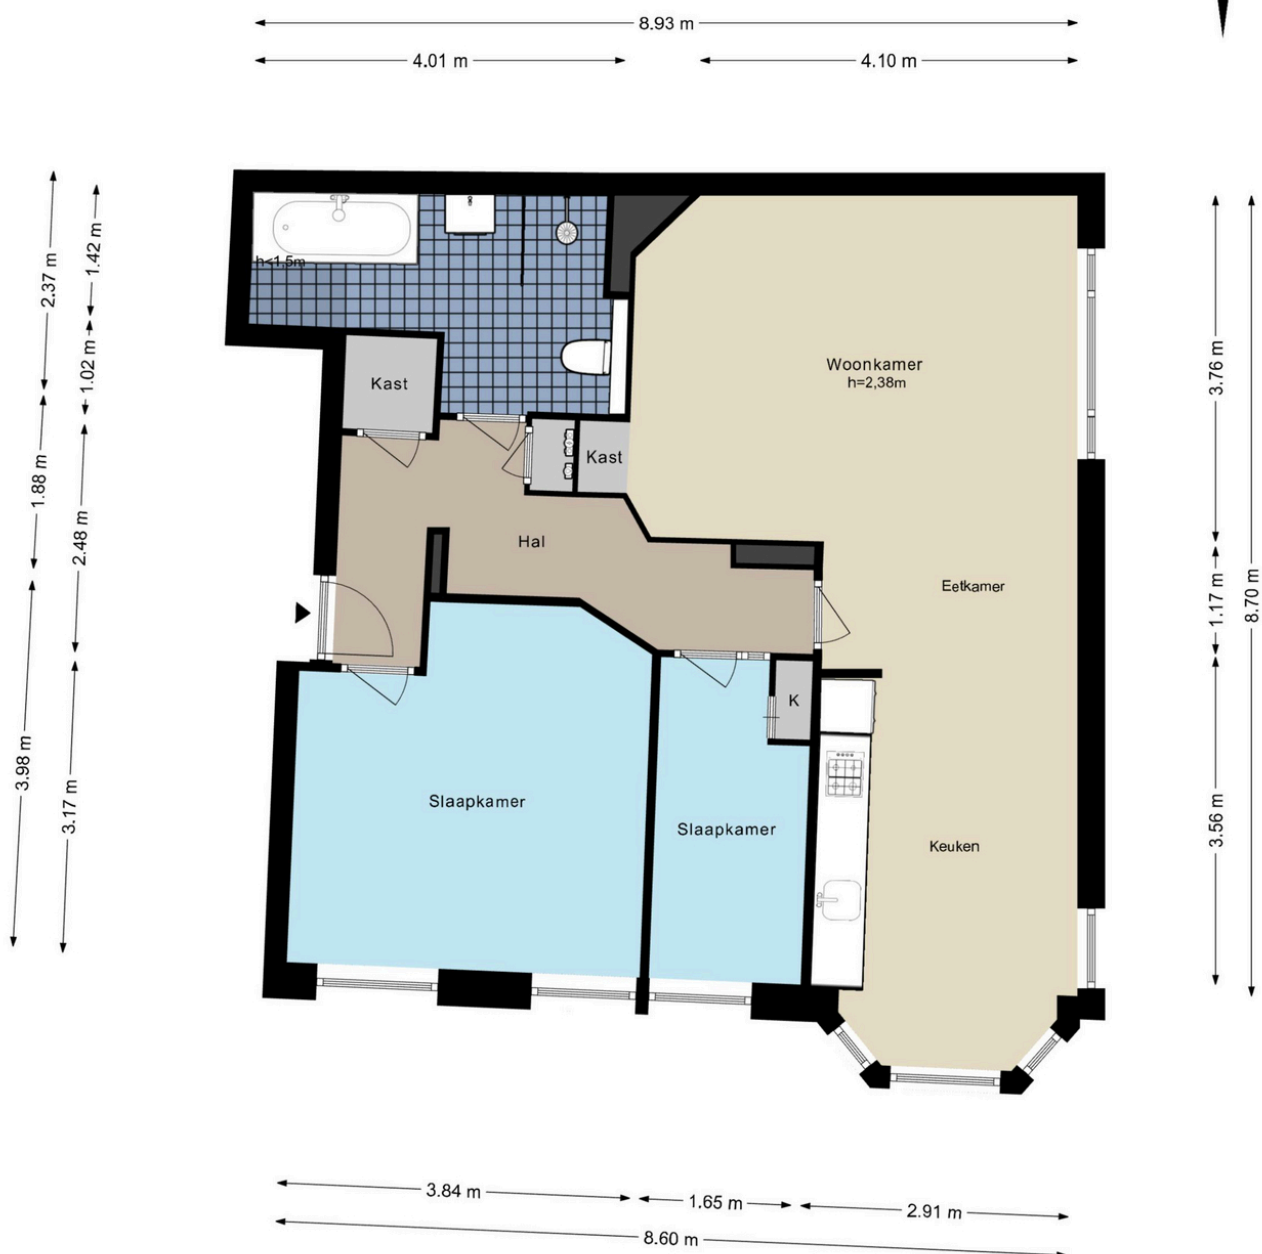 8.93 m
4.01 m
4.10 m
2.37 m
1.42 m
1.02 m
1.88 m
2.48 m
3.98 m
3.17 m
h<1,5m
Kast
Kast
Woonkamer
h=2,38m
Hal
Eetkamer
K
Slaapkamer
Slaapkamer
Keuken
3.76 m
1.17 m
8.70 m
3.56 m
3.84 m
1.65 m
2.91 m
8.60 m